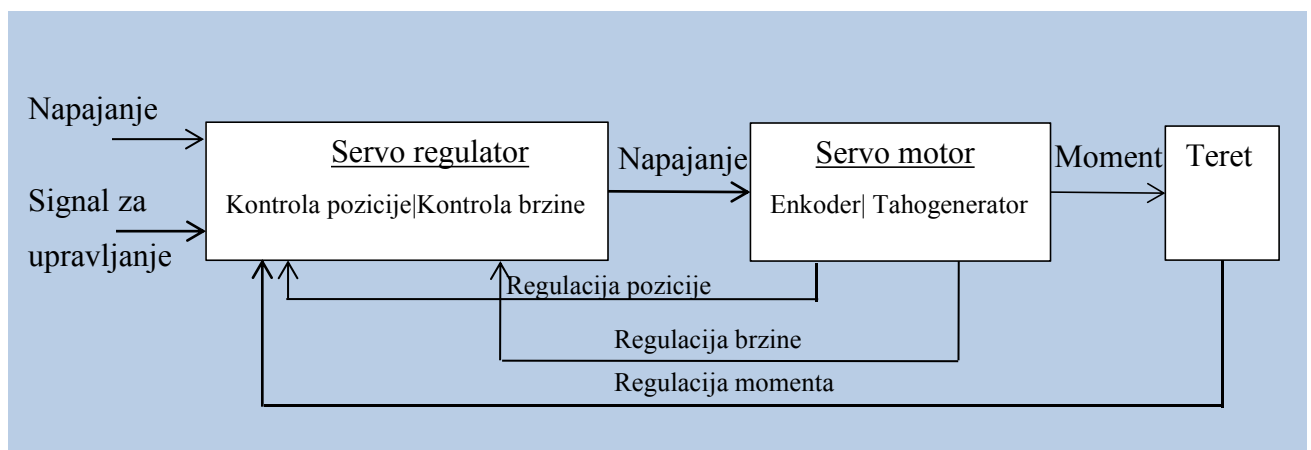 Napajanje
Signal za
upravljanje
Servo regulator
Kontrola pozicije|Kontrola brzine
Napajanje
Servo motor
Enkoder| Tahogenerator
Moment
Teret
Regulacija pozicije
Regulacija brzine
Regulacija momenta